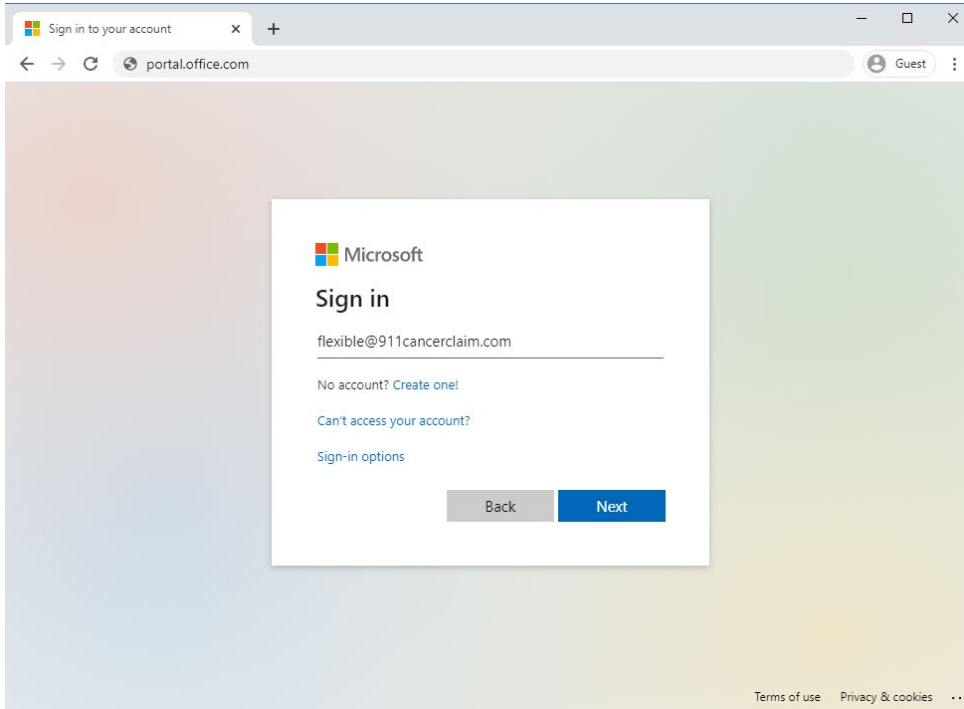 Sign in to your account
portal.office.com
Guest
Microsoft
Sign in
flexible@911cancerclaim.com
No account? Create one!
Can't access your account?
Sign-in options
Back Next
Terms of use Privacy & cookies ..